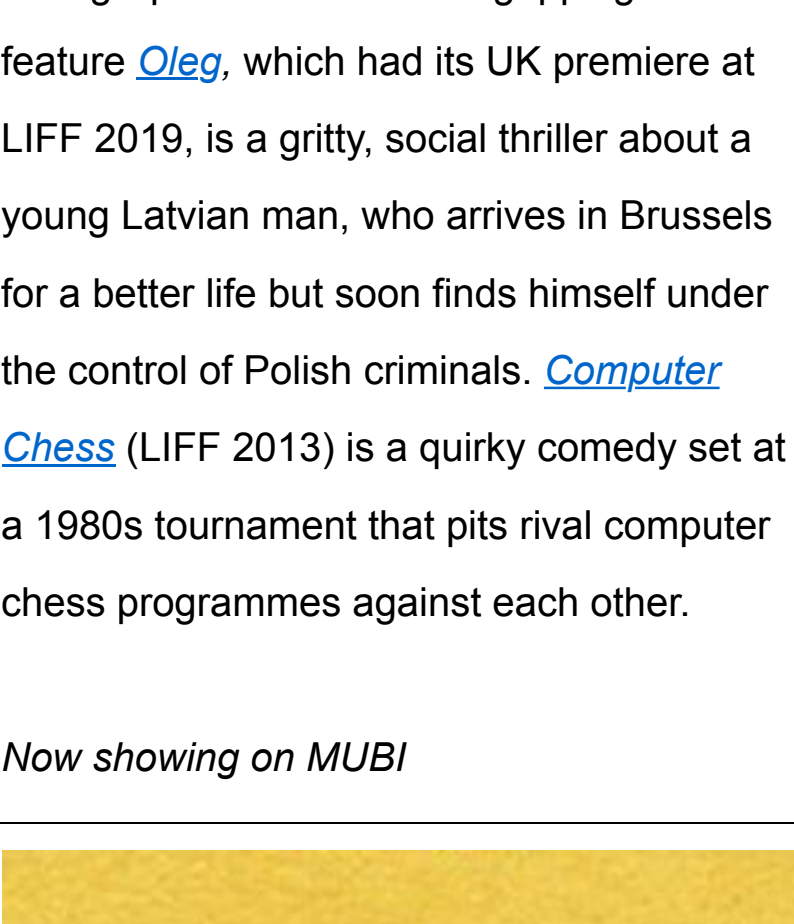 feature Oleg, which had its UK premiere at
LIFF 2019, is a gritty, social thriller about a
young Latvian man, who arrives in Brussels
for a better life but soon finds himself under
the control of Polish criminals. Computer
Chess (LIFF 2013) is a quirky comedy set at
a 1980s tournament that pits rival computer
chess programmes against each other.
Now showing on MUBI